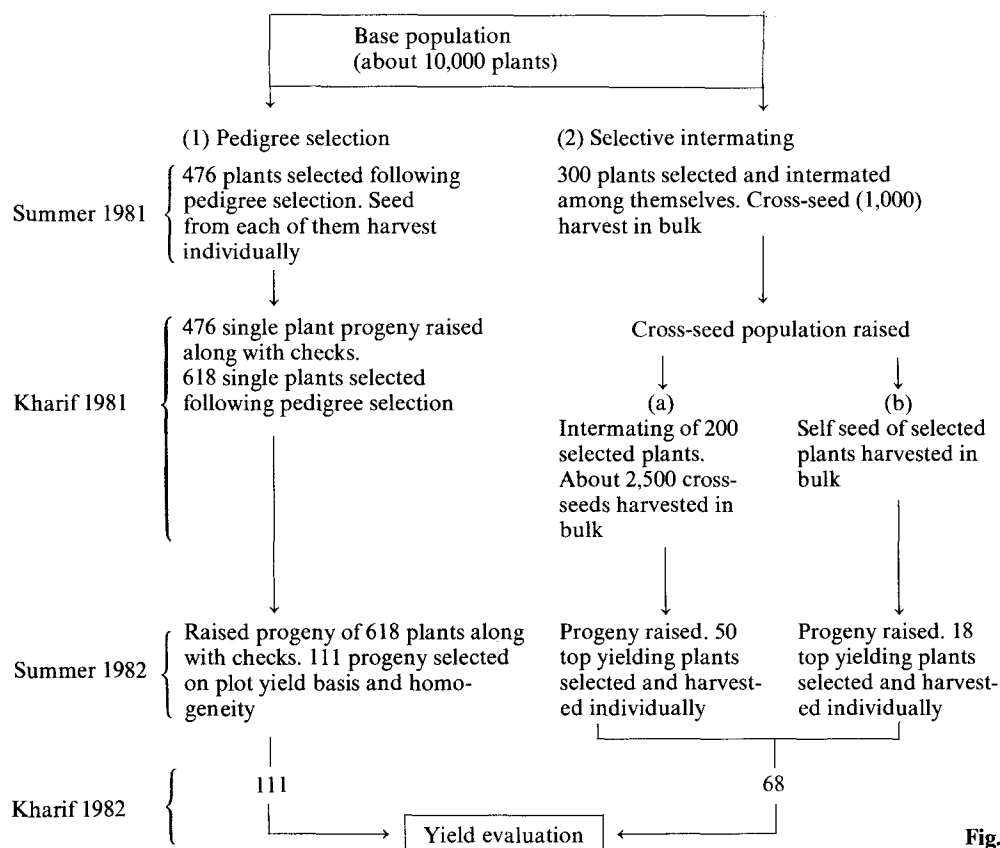 Base population
(about 10,000 plants)
(1) Pedigree selection
(2) Selective intermating
Summer 1981
476 plants selected following
pedigree selection. Seed
from each of them harvest
individually
300 plants selected and intermated
among themselves. Cross-seed (1,000)
harvest in bulk
Kharif 1981
476 single plant progeny raised
along with checks.
618 single plants selected
following pedigree selection
Cross-seed population raised
(a)
Intermating of 200
selected plants.
About 2,500 cross-
seeds harvested in
bulk
(b)
Self seed of selected
plants harvested in
bulk
Summer 1982
Raised progeny of 618 plants along
with checks. 111 progeny selected
on plot yield basis and homo-
geneity
Progeny raised. 50
top yielding plants
selected and harvest-
ed individually
Progeny raised. 18
top yielding plants
selected and harvest-
ed individually
Kharif 1982
111
68
Yield evaluation
Fig.